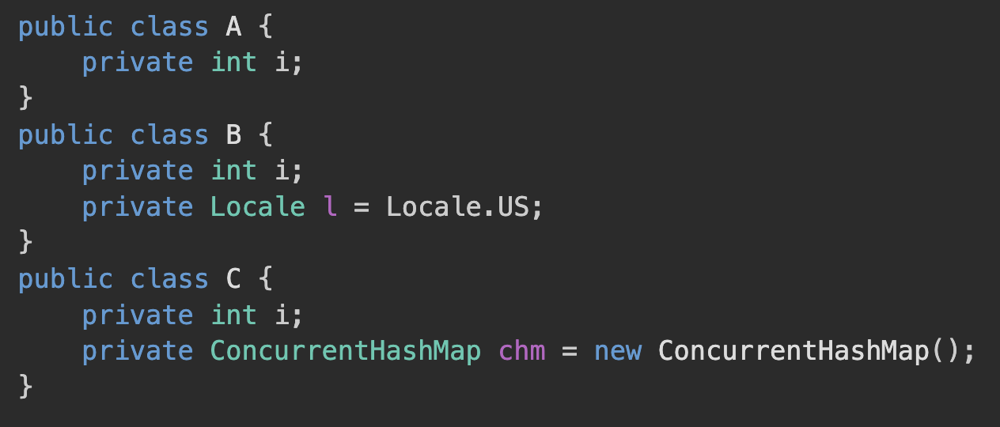 public class A {
    private int i;
}
public class B {
    private int i;
    private Locale l = Locale.US;
}
public class C {
    private int i;
    private ConcurrentHashMap chm = new ConcurrentHashMap();
}